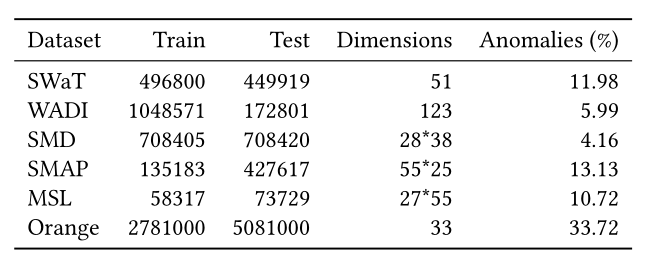 Dataset Train Test Dimensions Anomalies (%)
SWaT 496800 449919 51 11.98
WADI 1048571 172801 123 5.99
SMD 708405 708420 28*38 4.16
SMAP 135183 427617 55*25 13.13
MSL 58317 73729 27*55 10.72
Orange 2781000 5081000 33 33.72